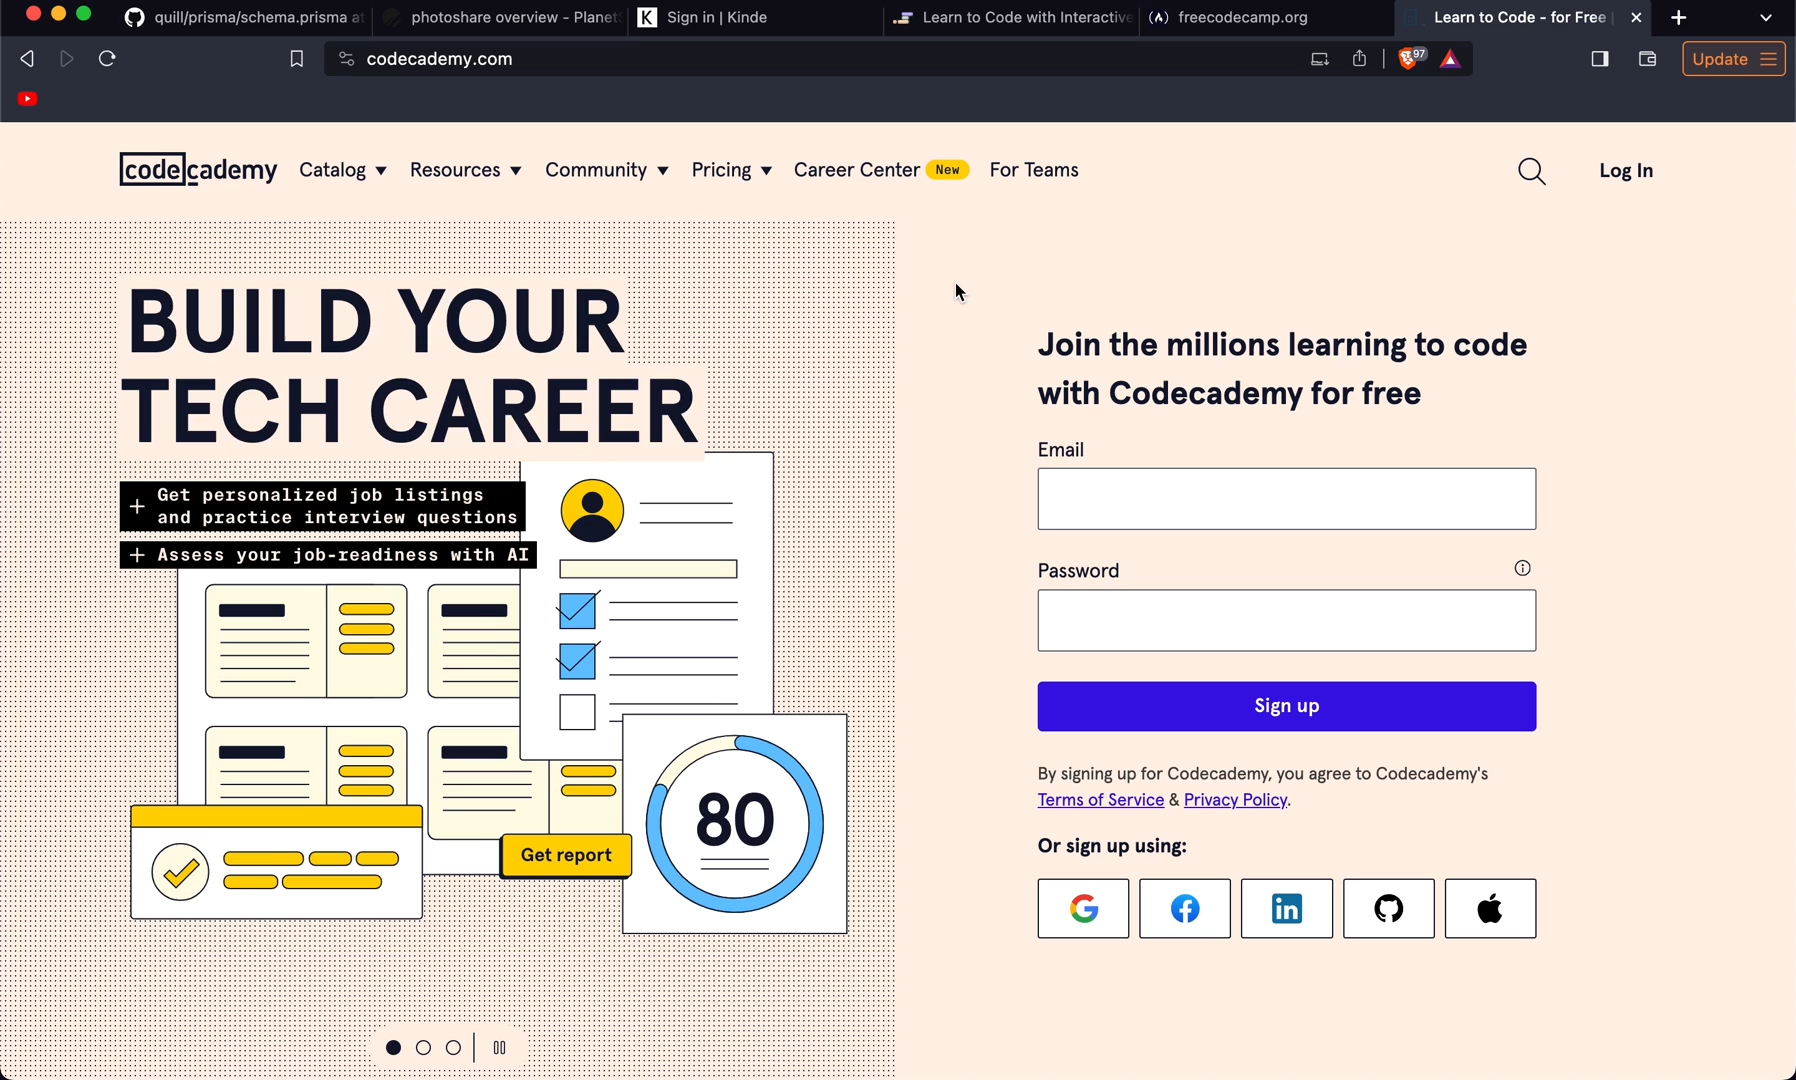 quill/prisma/schema.prisma at
photoshare overview - Planet
Sign in | Kinde
Learn to Code with Interactive
freecodecamp.org
Learn to Code - for Free |
codecademy.com
97
Update
codecademy
Catalog
Resources
Community
Pricing
Career Center
New
For Teams
Log In
BUILD YOUR
TECH CAREER
+ Get personalized job listings
and practice interview questions
+ Assess your job-readiness with AI
80
Get report
Join the millions learning to code
with Codecademy for free
Email
Password
Sign up
By signing up for Codecademy, you agree to Codecademy's
Terms of Service & Privacy Policy.
Or sign up using: